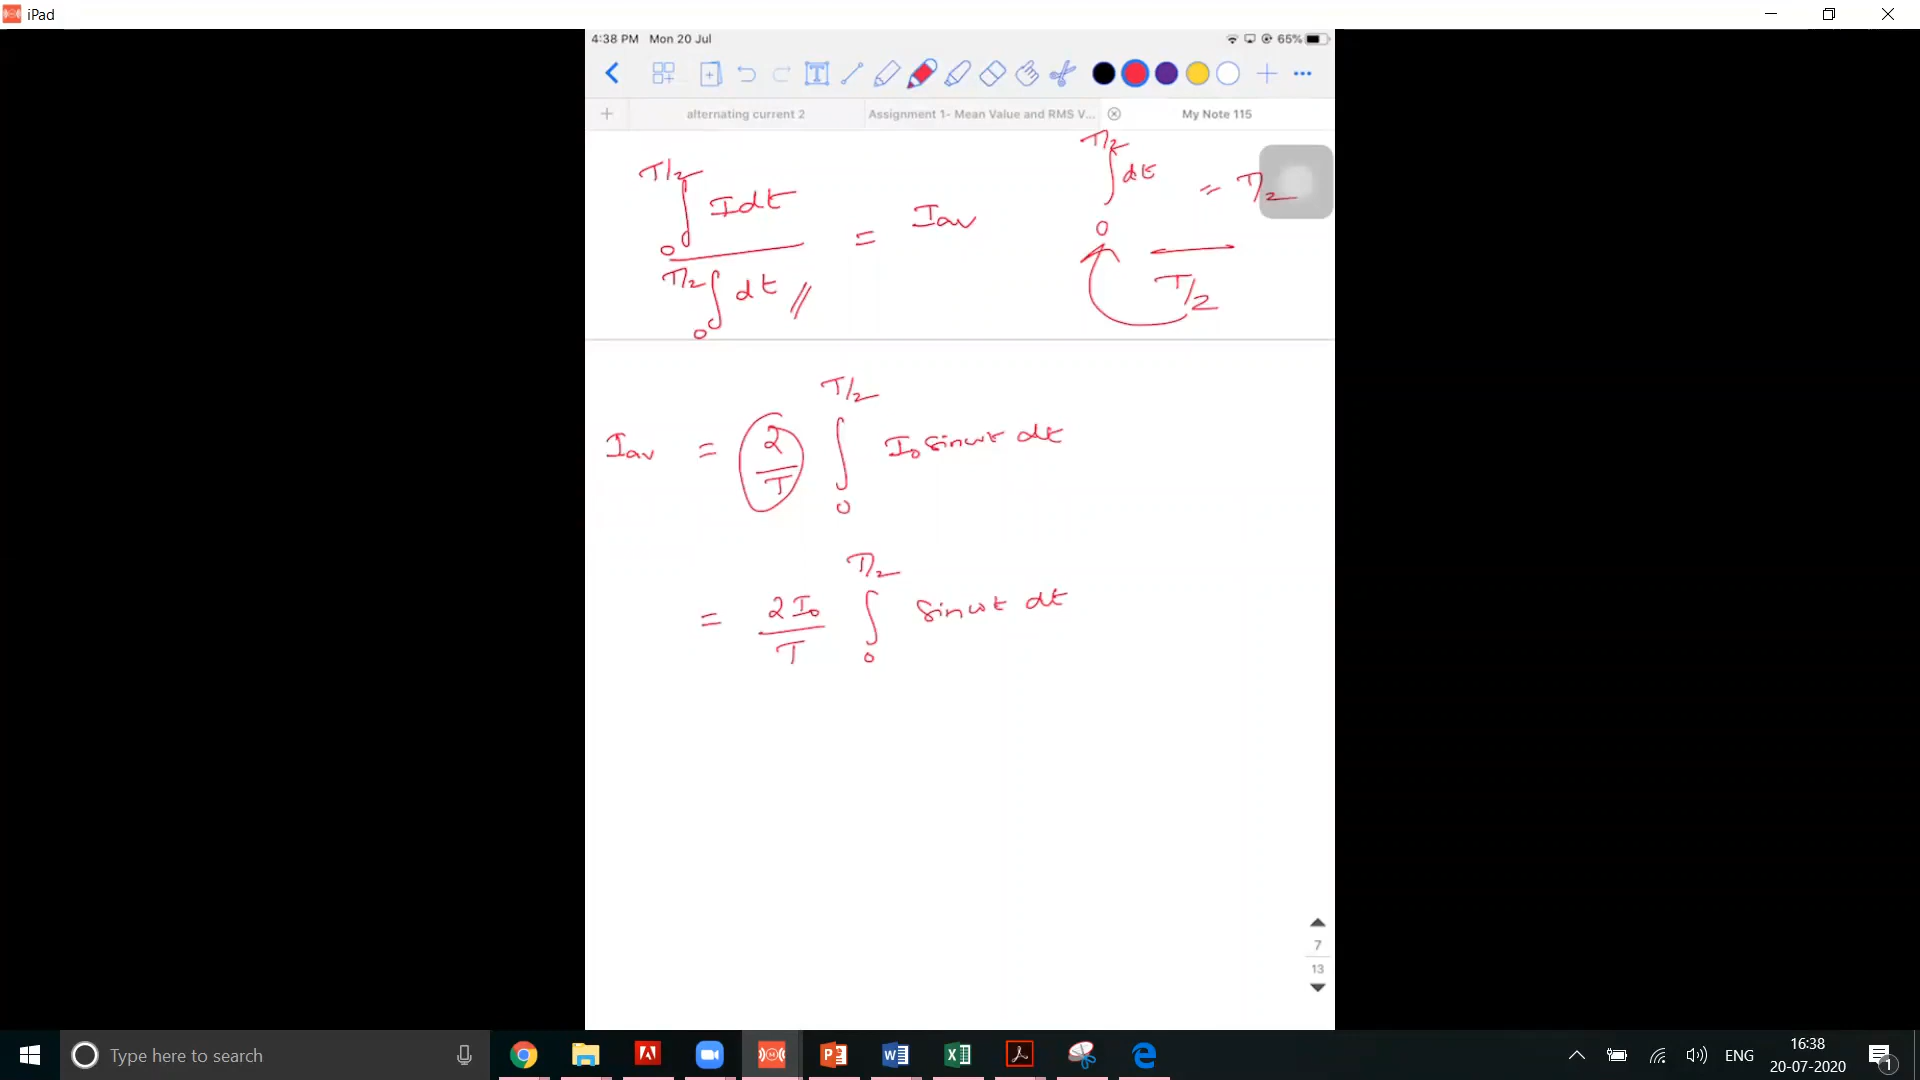 iPad
4:38 PM Mon 20 Jul
65%
alternating current 2
Assignment 1- Mean Value and RMS V...
My Note 115
T/2 ∫ 0 I dt
T/2 ∫ 0 dt //
= Iav
T/2 ∫ 0 dt = T/2
T/2
Iav = 2/T T/2 ∫ 0 I₀ sinωt dt
= 2I₀/T T/2 ∫ 0 sinωt dt
7
13
Type here to search
ENG
16:38
20-07-2020
1